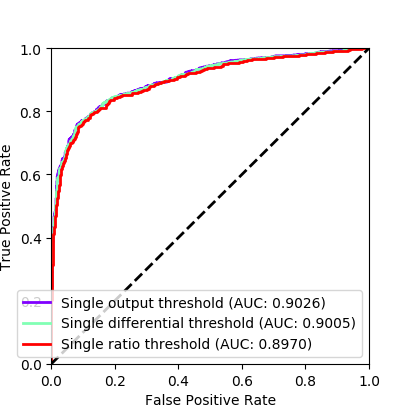 1.0
0.8
0.6
0.4
0.2
0.0
True Positive Rate
Single output threshold (AUC: 0.9026)
Single differential threshold (AUC: 0.9005)
Single ratio threshold (AUC: 0.8970)
0.0 0.2 0.4 0.6 0.8 1.0
False Positive Rate